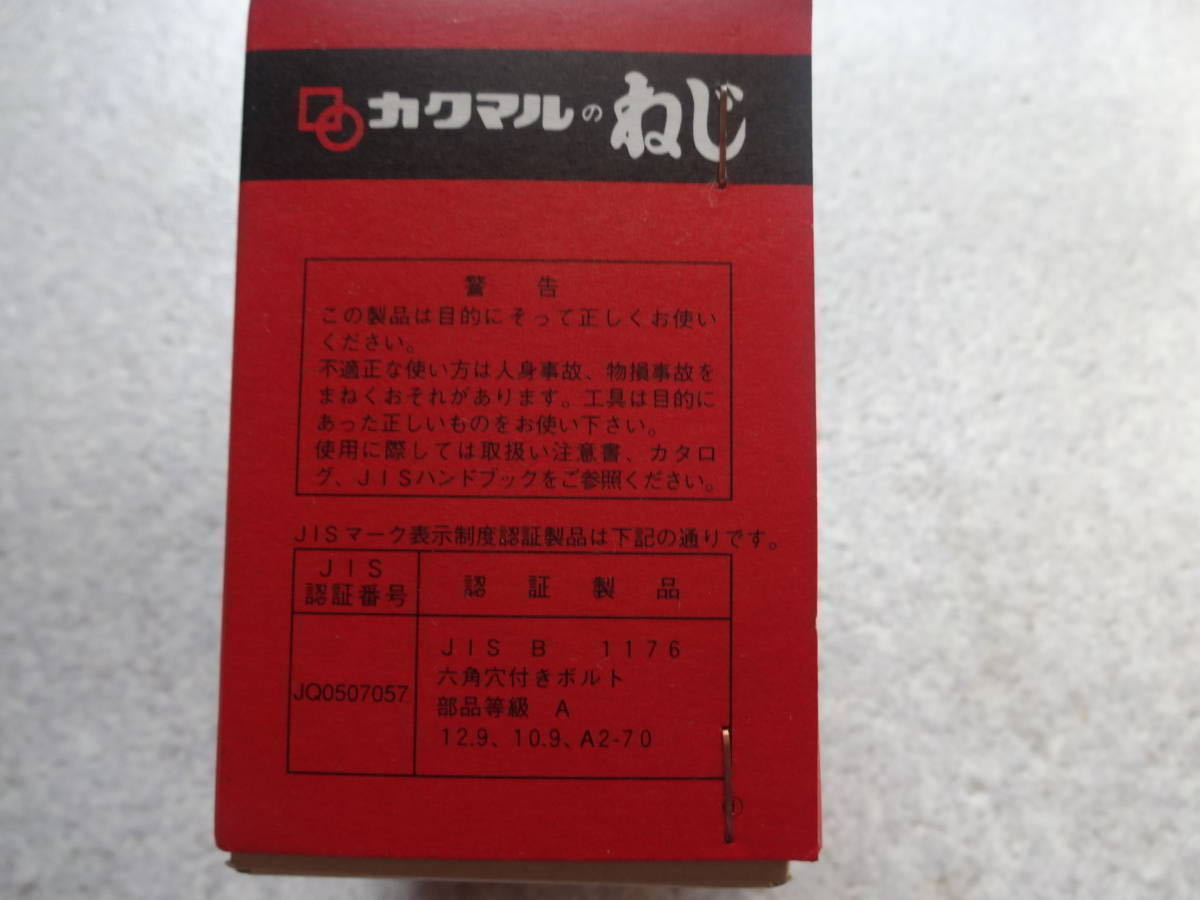 カクマルのねじ
警告
この製品は目的にそって正しくお使い
ください。
不適正な使い方は人身事故、物損事故を
まねくおそれがあります。工具は目的に
あった正しいものをお使い下さい。
使用に際しては取扱い注意書、カタロ
グ、JISハンドブックをご参照ください。
JISマーク表示制度認証製品は下記の通りです。
JIS
認証番号
認証製品
JQ0507057
JIS B 1176
六角穴付きボルト
部品等級 A
12.9、10.9、A2-70